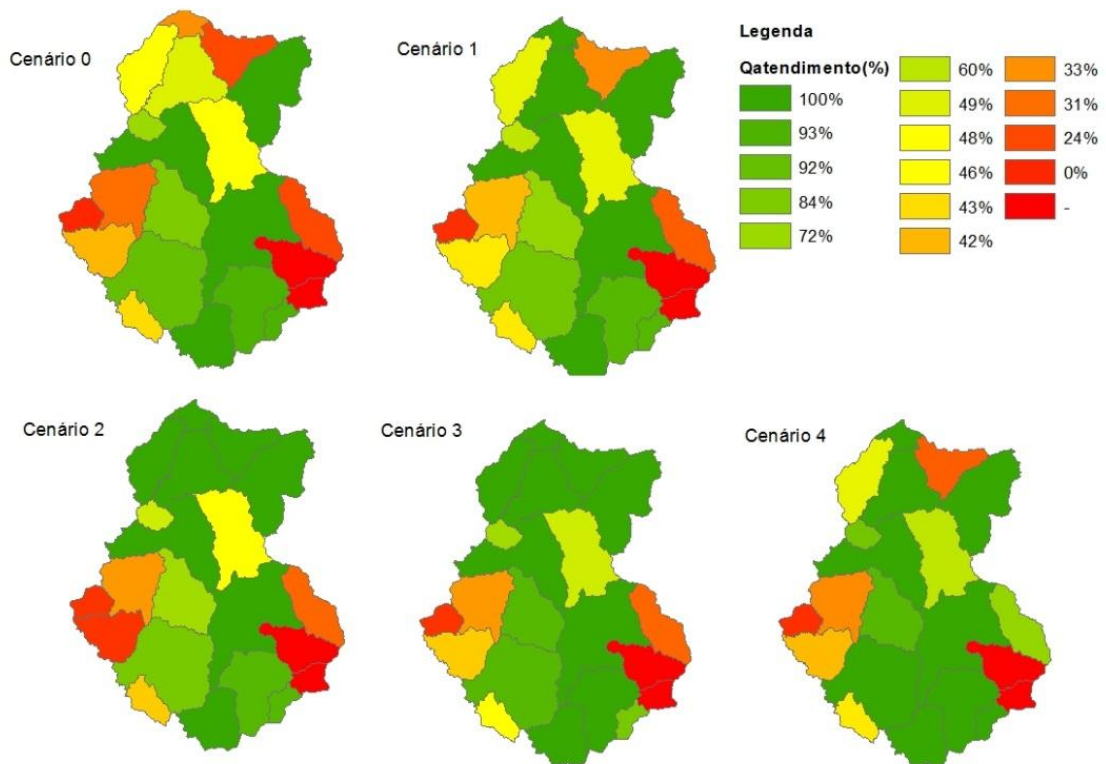 Cenário 0
Cenário 1
Legenda
Qatendimento(%)
100%
93%
92%
84%
72%
60%
49%
48%
46%
43%
42%
33%
31%
24%
0%
-
Cenário 2
Cenário 3
Cenário 4